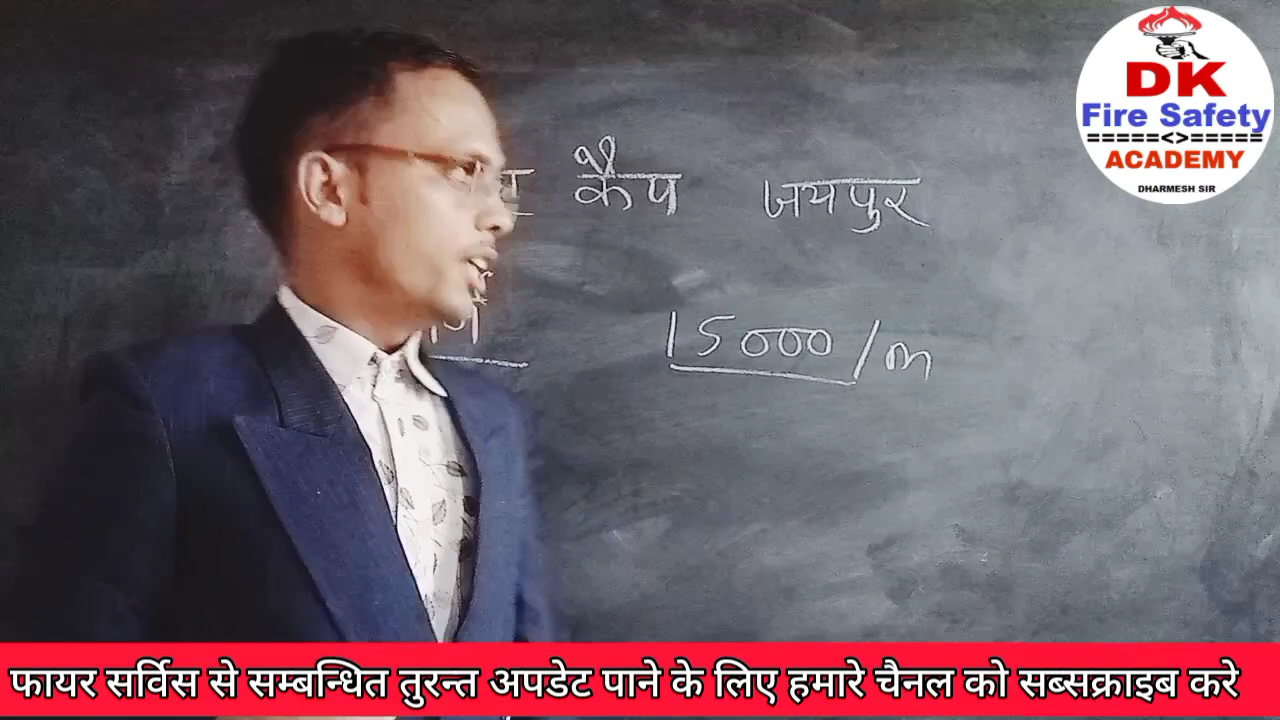 DK
Fire Safety
=====<>=====
ACADEMY
DHARMESH SIR
कैंप जयपुर
15000/m
फायर सर्विस से सम्बन्धित तुरन्त अपडेट पाने के लिए हमारे चैनल को सब्सक्राइब करे